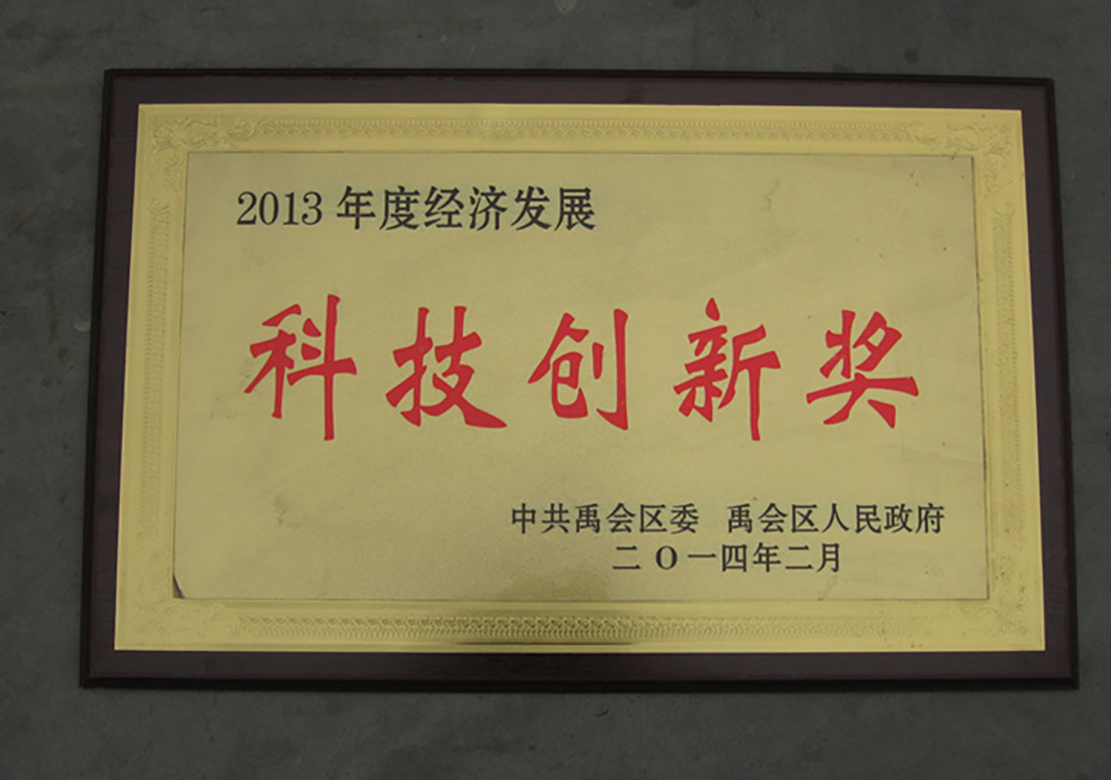 2013 年度经济发展
科技创新奖
中共禹会区委 禹会区人民政府
二〇一四年二月